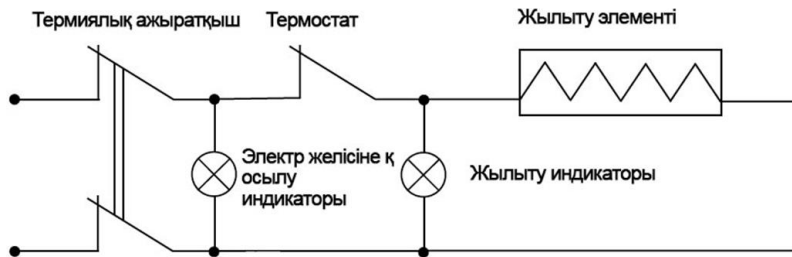 Термиялық ажыратқыш
Термостат
Жылыту элементі
Электр желісіне қ
осылу
индикаторы
Жылыту индикаторы